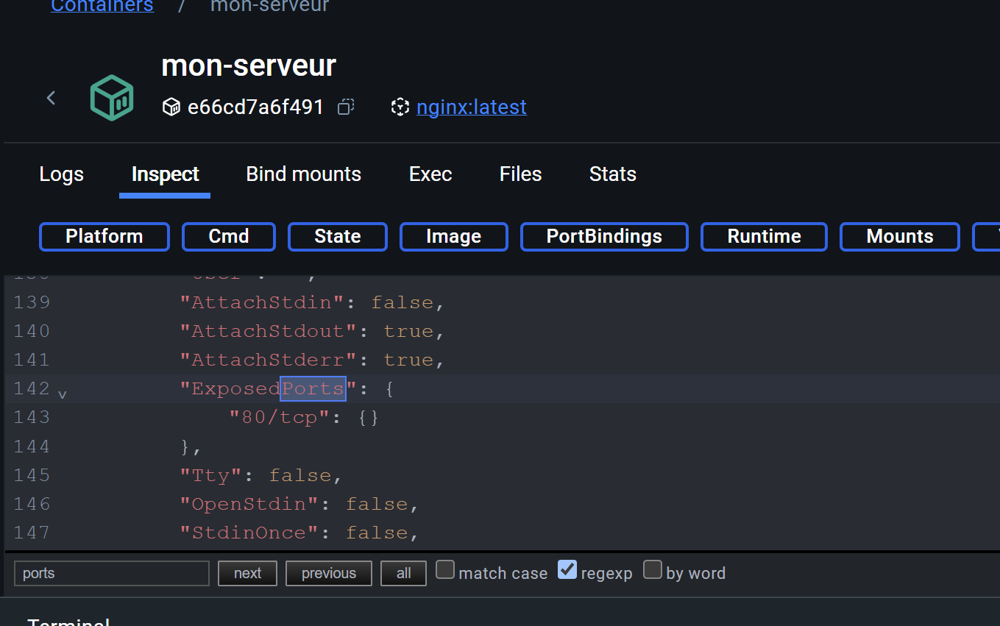 Containers / mon-serveur
mon-serveur
e66cd7a6f491 nginx:latest
Logs Inspect Bind mounts Exec Files Stats
Platform Cmd State Image PortBindings Runtime Mounts
139 "AttachStdin": false,
140 "AttachStdout": true,
141 "AttachStderr": true,
142 v "ExposedPorts": {
143 "80/tcp": {}
144 },
145 "Tty": false,
146 "OpenStdin": false,
147 "StdinOnce": false,
ports next previous all match case regexp by word
Terminal